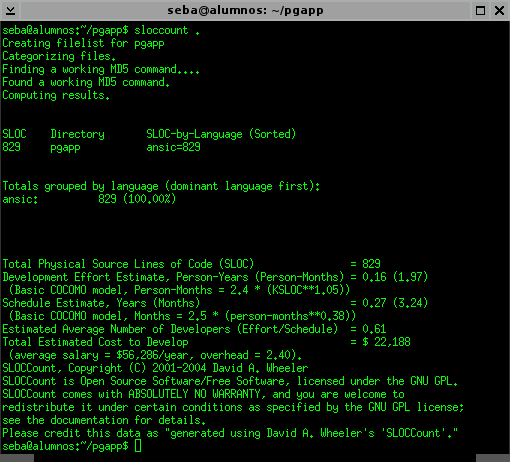 seba@alumnos: ~/pgapp
seba@alumnos:~/pgapp$ sloccount .
Creating filelist for pgapp
Categorizing files.
Finding a working MD5 command....
Found a working MD5 command.
Computing results.
SLOC    Directory       SLOC-by-Language (Sorted)
829     pgapp           ansic=829
Totals grouped by language (dominant language first):
ansic:          829 (100.00%)
Total Physical Source Lines of Code (SLOC)                = 829
Development Effort Estimate, Person-Years (Person-Months) = 0.16 (1.97)
(Basic COCOMO model, Person-Months = 2.4 * (KSLOC**1.05))
Schedule Estimate, Years (Months)                         = 0.27 (3.24)
(Basic COCOMO model, Months = 2.5 * (person-months**0.38))
Estimated Average Number of Developers (Effort/Schedule)  = 0.61
Total Estimated Cost to Develop                           = $ 22,188
(average salary = $56,286/year, overhead = 2.40).
SLOCCount, Copyright (C) 2001-2004 David A. Wheeler
SLOCCount is Open Source Software/Free Software, licensed under the GNU GPL.
SLOCCount comes with ABSOLUTELY NO WARRANTY, and you are welcome to
redistribute it under certain conditions as specified by the GNU GPL license;
see the documentation for details.
Please credit this data as "generated using David A. Wheeler's 'SLOCCount'."
seba@alumnos:~/pgapp$